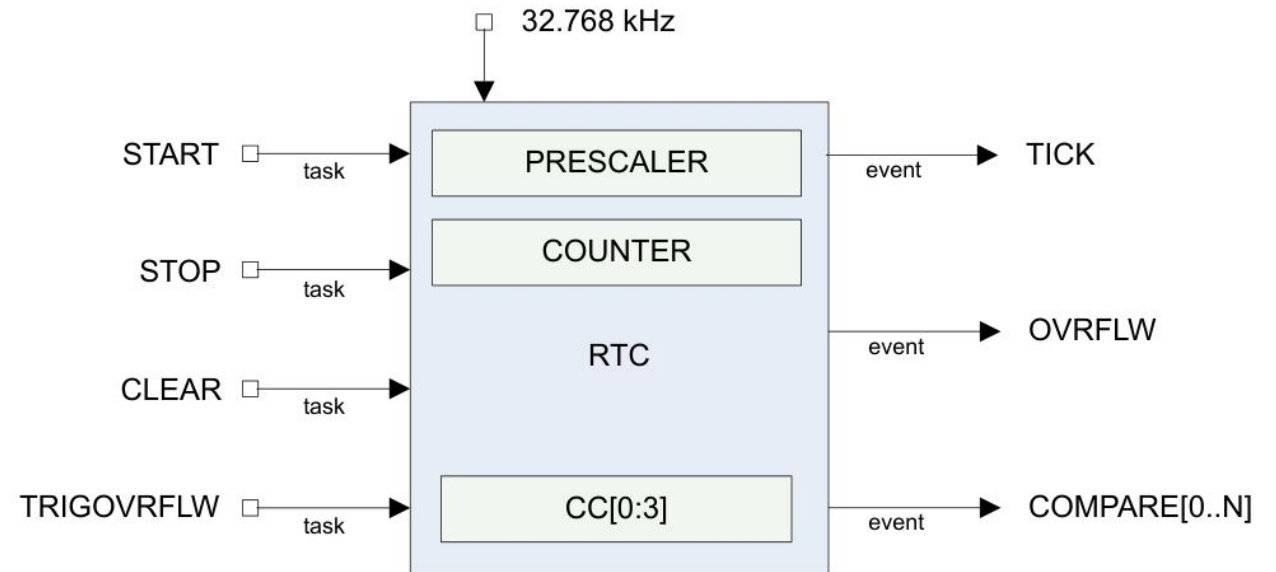 32.768 kHz
START
task
PRESCALER
event
TICK
STOP
task
COUNTER
RTC
event
OVRFLW
CLEAR
task
TRIGOVRFLW
task
CC[0:3]
event
COMPARE[0..N]